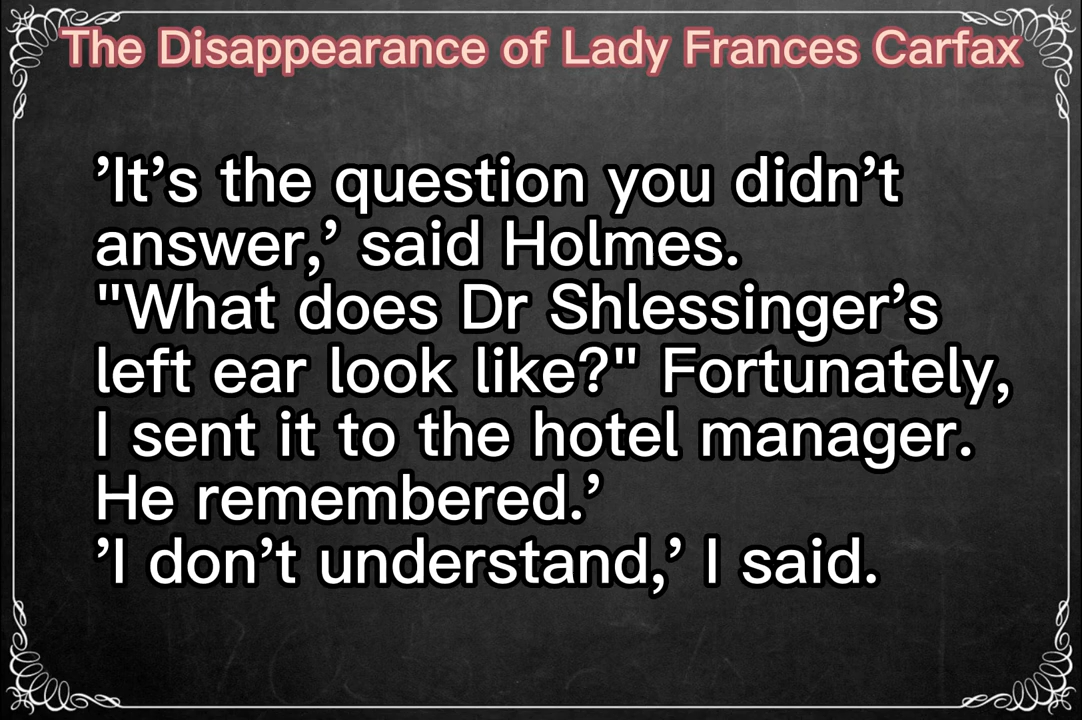 The Disappearance of Lady Frances Carfax
’It’s the question you didn’t
answer,’ said Holmes.
"What does Dr Shlessinger’s
left ear look like?" Fortunately,
I sent it to the hotel manager.
He remembered.’
’I don’t understand,’ I said.